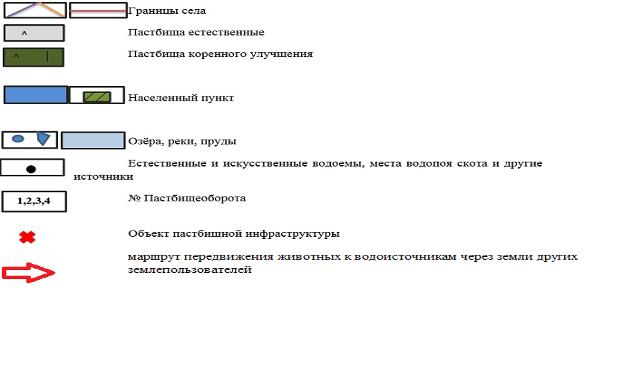 Границы села
Пастбища естественные
Пастбища коренного улучшения
Населенный пункт
Озёра, реки, пруды
Естественные и искусственные водоемы, места водопоя скота и другие
источники
1,2,3,4 № Пастбищеоборота
Объект пастбишной инфраструктуры
маршрут передвижения животных к водоисточникам через земли других
землепользователей